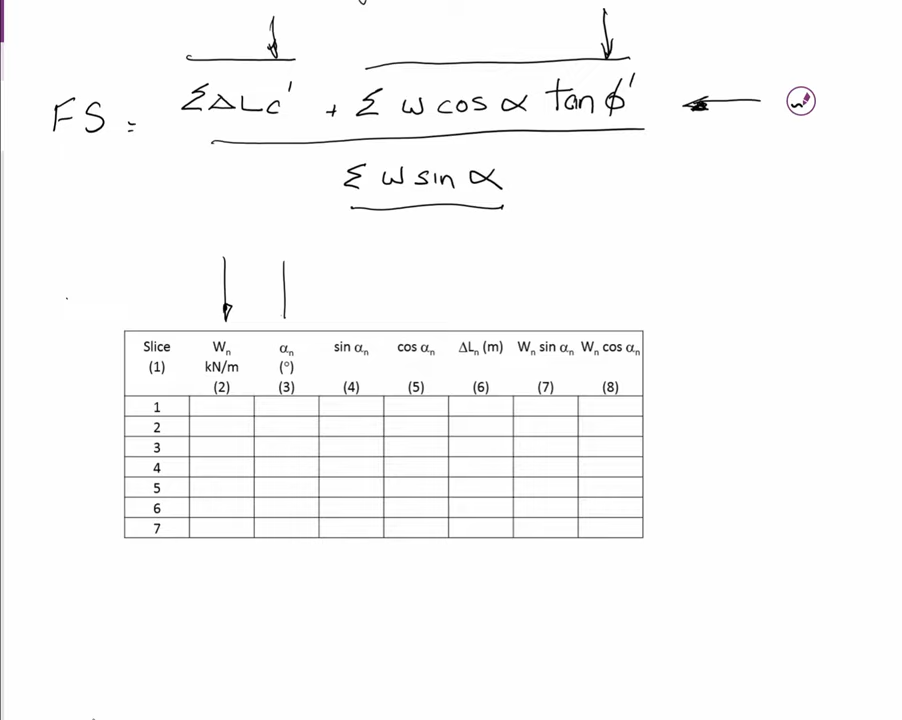 FS = ΣΔLc' + Σ W cos α tan φ'
Σ W sin α
Slice Wn αn sin αn cos αn ΔLn (m) Wn sin αn Wn cos αn
(1) kN/m (°)
(2) (3) (4) (5) (6) (7) (8)
1
2
3
4
5
6
7